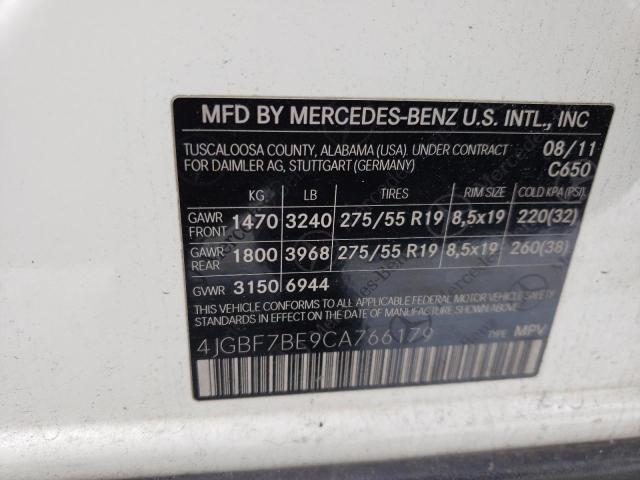 MFD BY MERCEDES-BENZ U.S. INTL., INC
TUSCALOOSA COUNTY, ALABAMA (USA). UNDER CONTRACT 08/11
FOR DAIMLER AG, STUTTGART (GERMANY) C650
KG LB TIRES RIM SIZE COLD KPA (PSI).
GAWR FRONT 1470 3240 275/55 R19 8,5x19 220(32)
GAWR REAR 1800 3968 275/55 R19 8,5x19 260(38)
GVWR 3150 6944
THIS VEHICLE CONFORMS TO ALL APPLICABLE FEDERAL MOTOR VEHICLE SAFETY
STANDARDS IN EFFECT ON THE DATE OF MANUFACTURE SHOWN ABOVE.
4JGBF7BE9CA766179 TYPE MPV